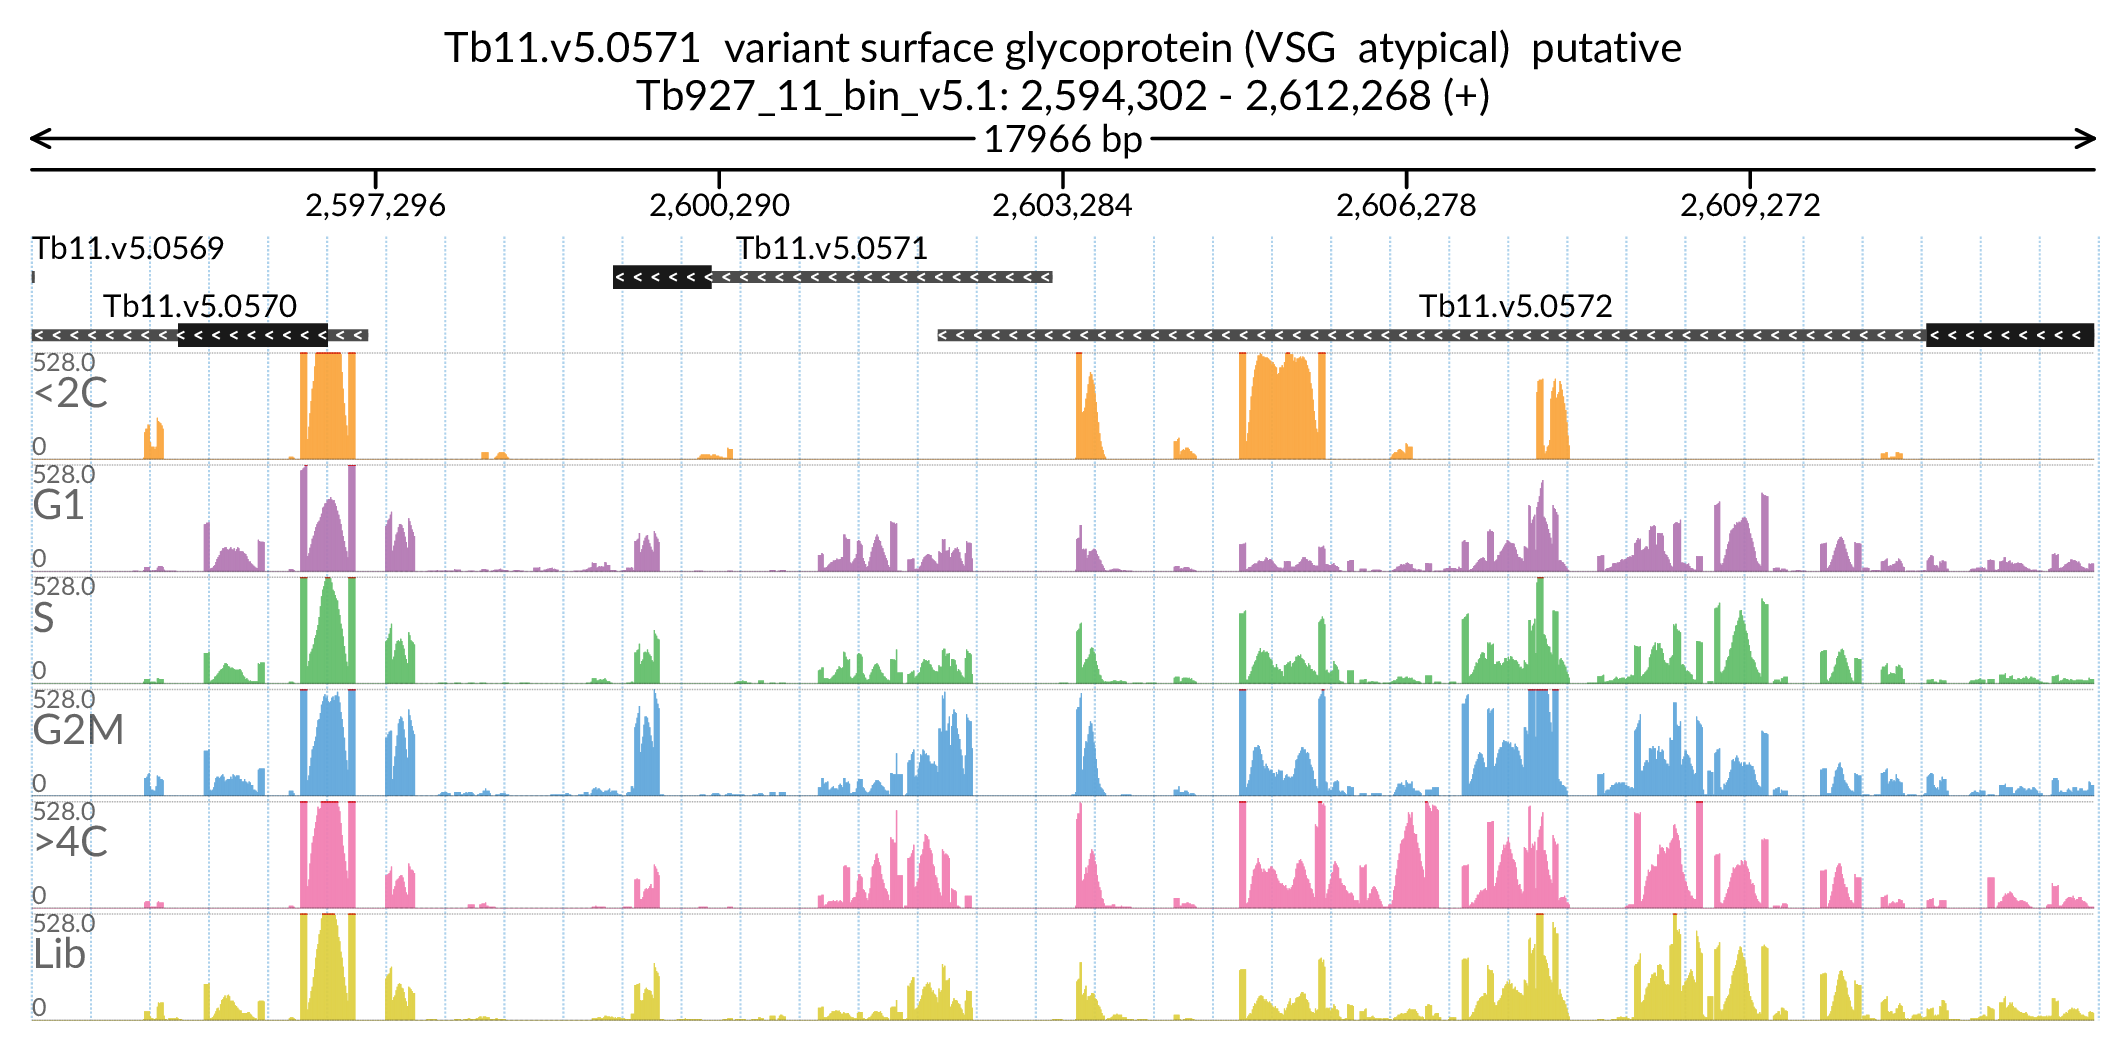 Tb11.v5.0571  variant surface glycoprotein (VSG  atypical)  putative
Tb927_11_bin_v5.1: 2,594,302 - 2,612,268 (+)
17966 bp
2,597,296 2,600,290 2,603,284 2,606,278 2,609,272
Tb11.v5.0569 Tb11.v5.0571
Tb11.v5.0570 Tb11.v5.0572
528.0
<2C
0
528.0
G1
0
528.0
S
0
528.0
G2M
0
528.0
>4C
0
528.0
Lib
0